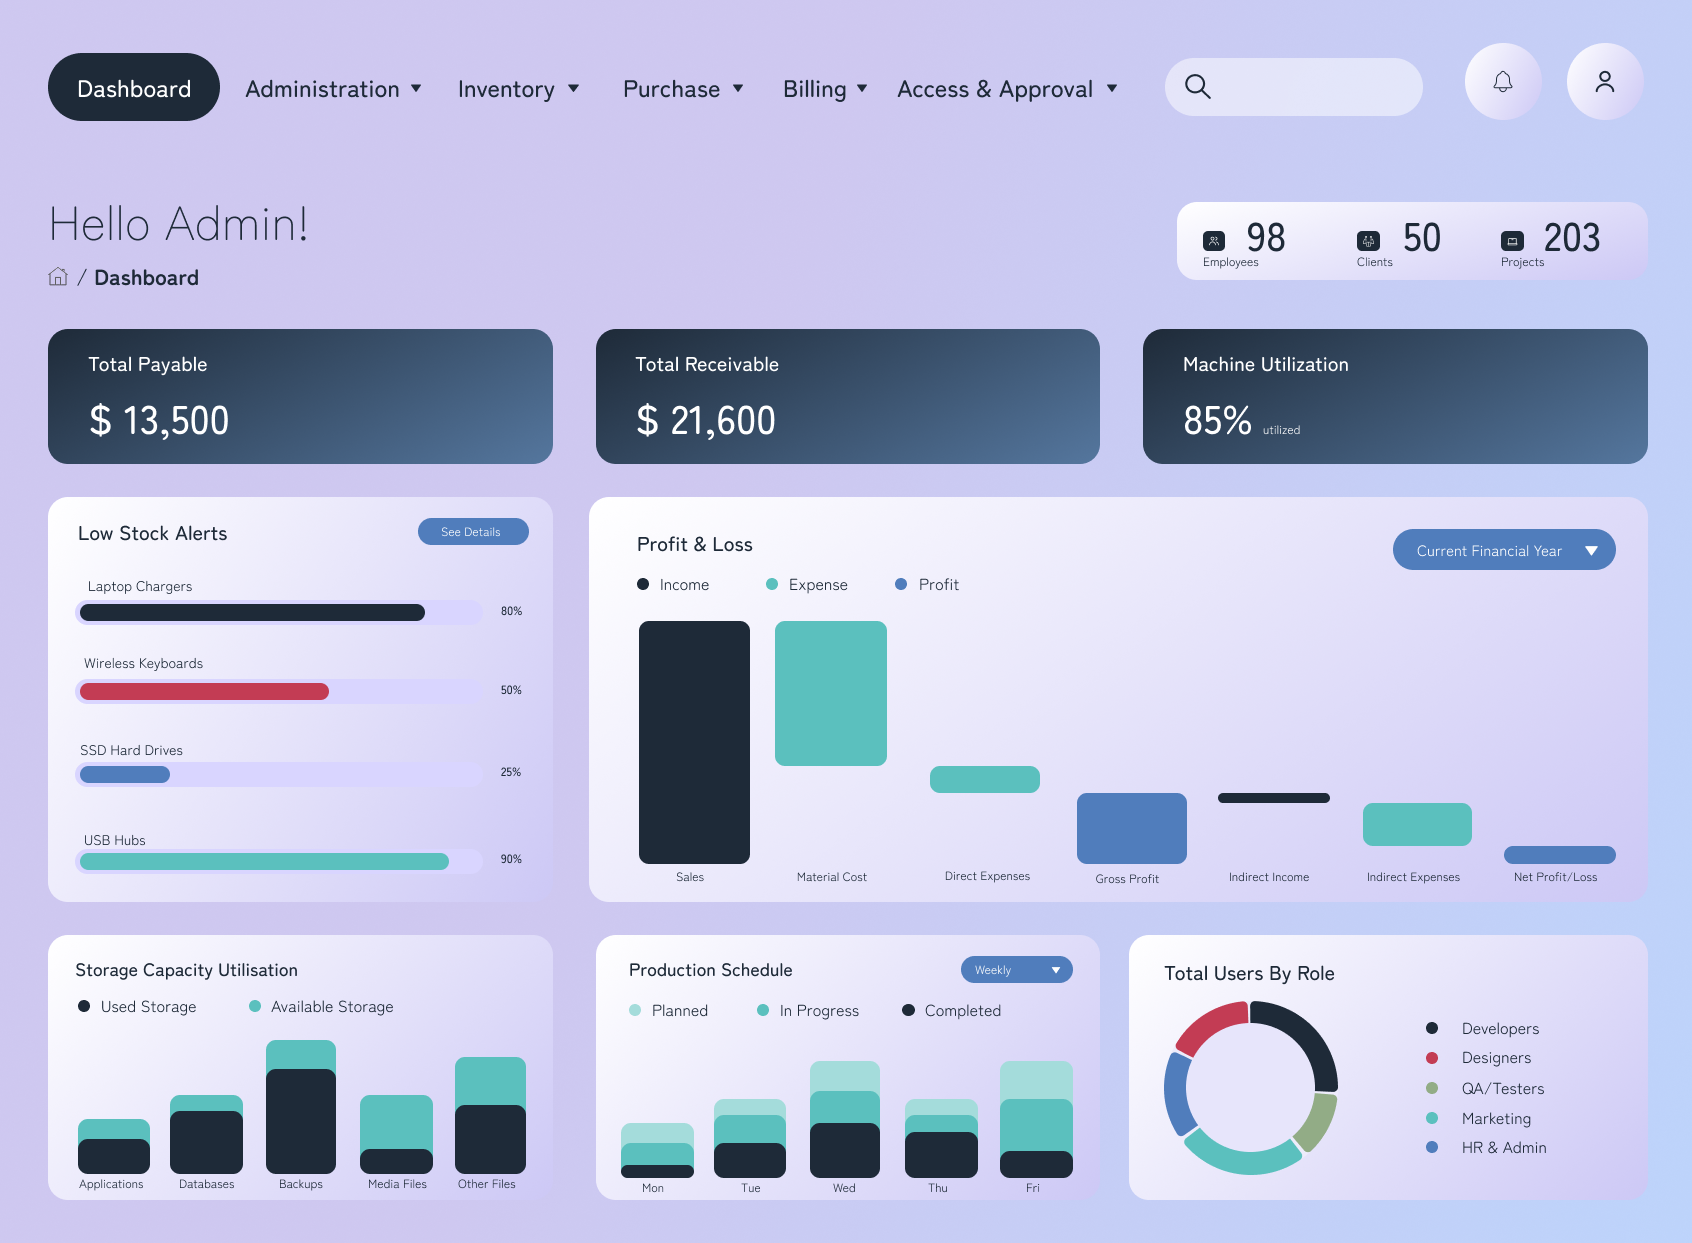 Dashboard
Administration
Inventory
Purchase
Billing
Access & Approval
Hello Admin!
/ Dashboard
98
Employees
50
Clients
203
Projects
Total Payable
$ 13,500
Total Receivable
$ 21,600
Machine Utilization
85% utilized
Low Stock Alerts
See Details
Laptop Chargers
80%
Wireless Keyboards
50%
SSD Hard Drives
25%
USB Hubs
90%
Profit & Loss
Current Financial Year
Income
Expense
Profit
Sales
Material Cost
Direct Expenses
Gross Profit
Indirect Income
Indirect Expenses
Net Profit/Loss
Storage Capacity Utilisation
Used Storage
Available Storage
Applications
Databases
Backups
Media Files
Other Files
Production Schedule
Weekly
Planned
In Progress
Completed
Mon
Tue
Wed
Thu
Fri
Total Users By Role
Developers
Designers
QA/Testers
Marketing
HR & Admin